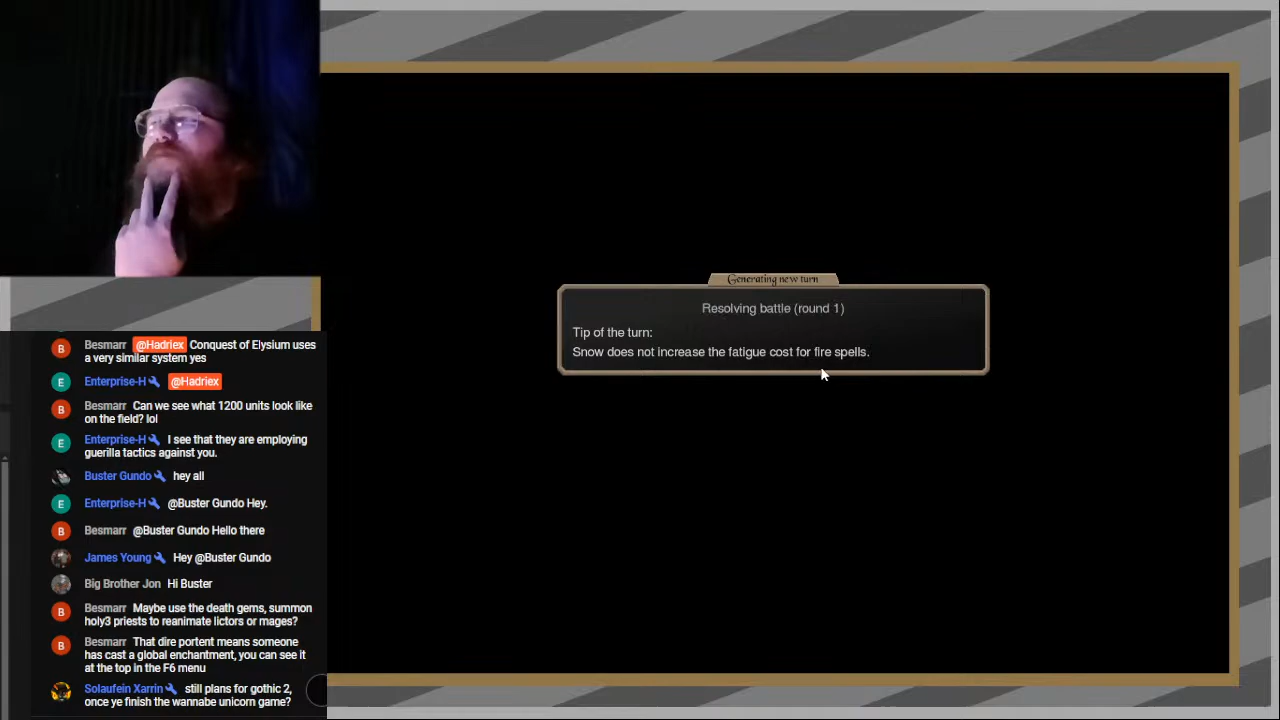 Generating new turn
Resolving battle (round 1)
Tip of the turn:
Snow does not increase the fatigue cost for fire spells.
B Besmarr @Hadriex Conquest of Elysium uses
a very similar system yes
E Enterprise-H @Hadriex
B Besmarr Can we see what 1200 units look like
on the field? lol
E Enterprise-H I see that they are employing
guerilla tactics against you.
Buster Gundo hey all
E Enterprise-H @Buster Gundo Hey.
B Besmarr @Buster Gundo Hello there
James Young Hey @Buster Gundo
Big Brother Jon Hi Buster
B Besmarr Maybe use the death gems, summon
holy3 priests to reanimate lictors or mages?
B Besmarr That dire portent means someone
has cast a global enchantment, you can see it
at the top in the F6 menu
Solaufein Xarrin still plans for gothic 2,
once ye finish the wannabe unicorn game?